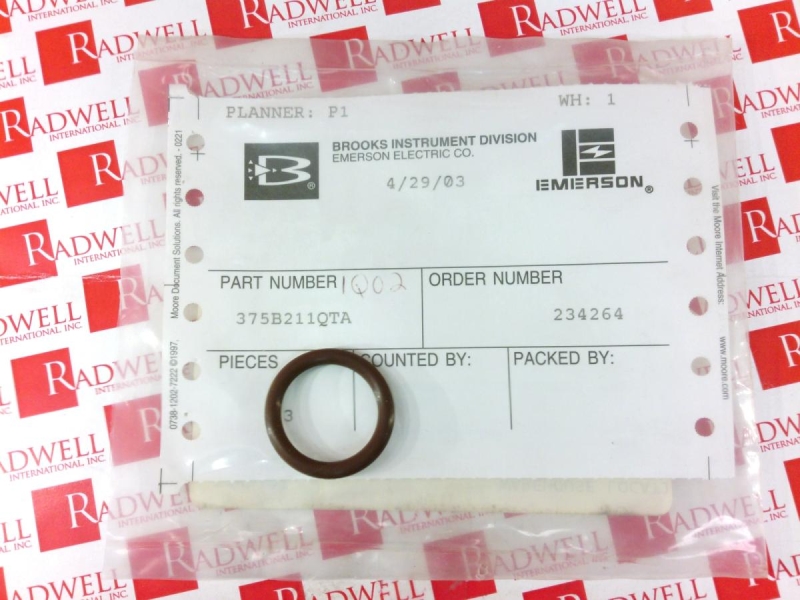 PLANNER: P1
WH: 1
BROOKS INSTRUMENT DIVISION
EMERSON ELECTRIC CO.
B
®
EMERSON®
4/29/03
PART NUMBER 1Q02
375B211QTA
ORDER NUMBER
234264
PIECES
3
COUNTED BY:
PACKED BY:
0738-1202-7222 ©1997, Moore Document Solutions. All rights reserved. - 0221
Visit the Moore Internet Address:
www.moore.com
RADWELL
INTERNATIONAL, INC.